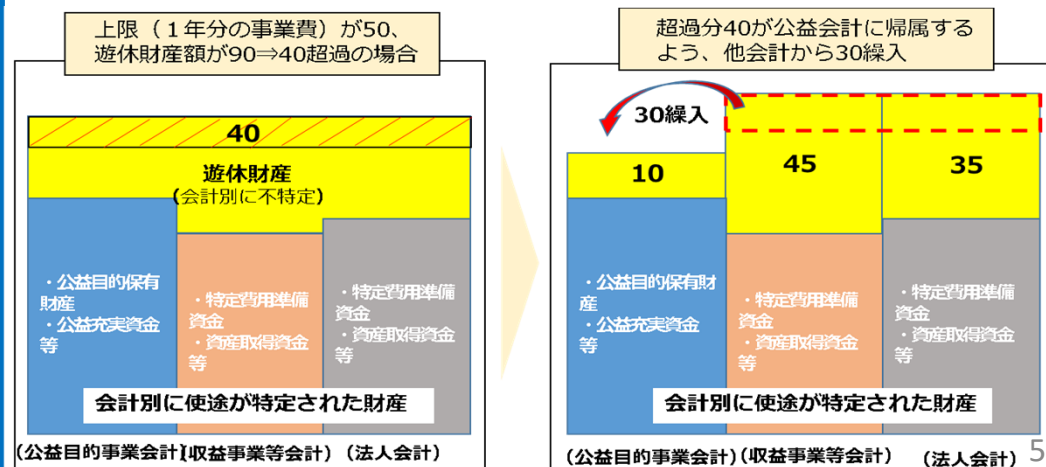 上限（１年分の事業費）が50、
遊休財産額が90⇒40超過の場合
40
遊休財産
(会計別に不特定)
・公益目的保有
財産
・公益充実資金
等
・特定費用準備
資金
・資産取得資金
等
・特定費用準備
資金
・資産取得資金
等
会計別に使途が特定された財産
(公益目的事業会計)
(収益事業等会計)
(法人会計)
超過分40が公益会計に帰属する
よう、他会計から30繰入
30繰入
10
45
35
・公益目的保有財
産
・公益充実資金
等
・特定費用準備
資金
・資産取得資金
等
・特定費用準備
資金
・資産取得資金
等
会計別に使途が特定された財産
(公益目的事業会計)
(収益事業等会計)
(法人会計)
5